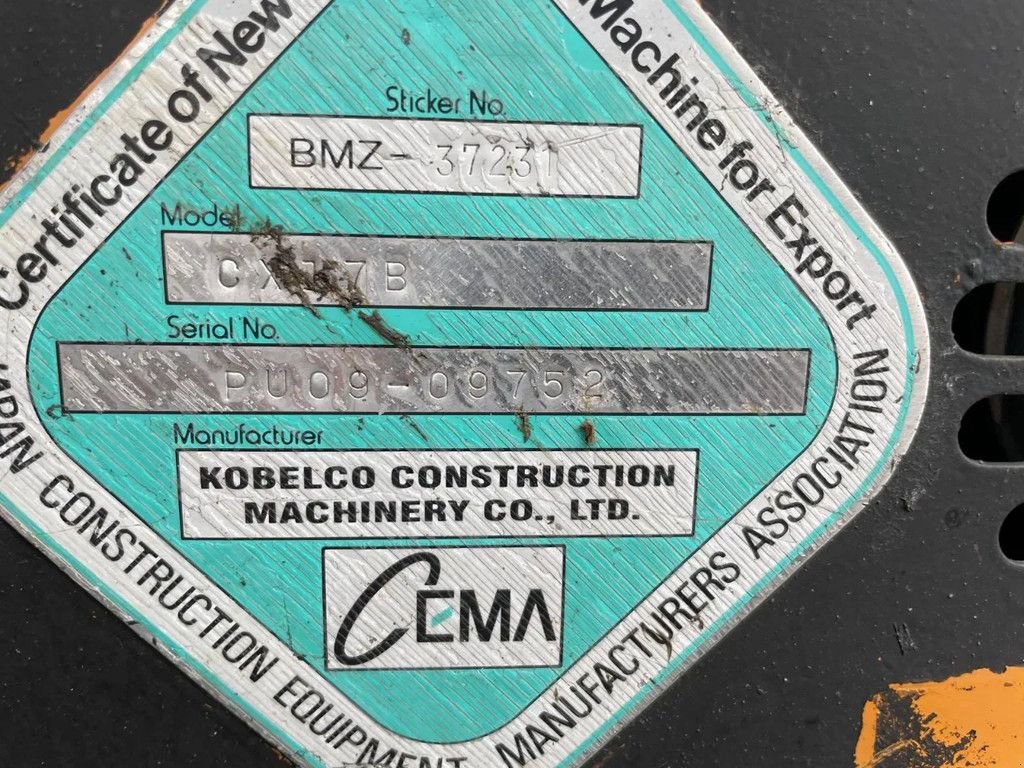 Certificate of New
Machine for Export
Sticker No.
BMZ- 37231
Model
CX17B
Serial No.
PU09-09752
Manufacturer
KOBELCO CONSTRUCTION
MACHINERY CO., LTD.
CEMA
CONSTRUCTION EQUIPMENT
MANUFACTURERS ASSOCIATION